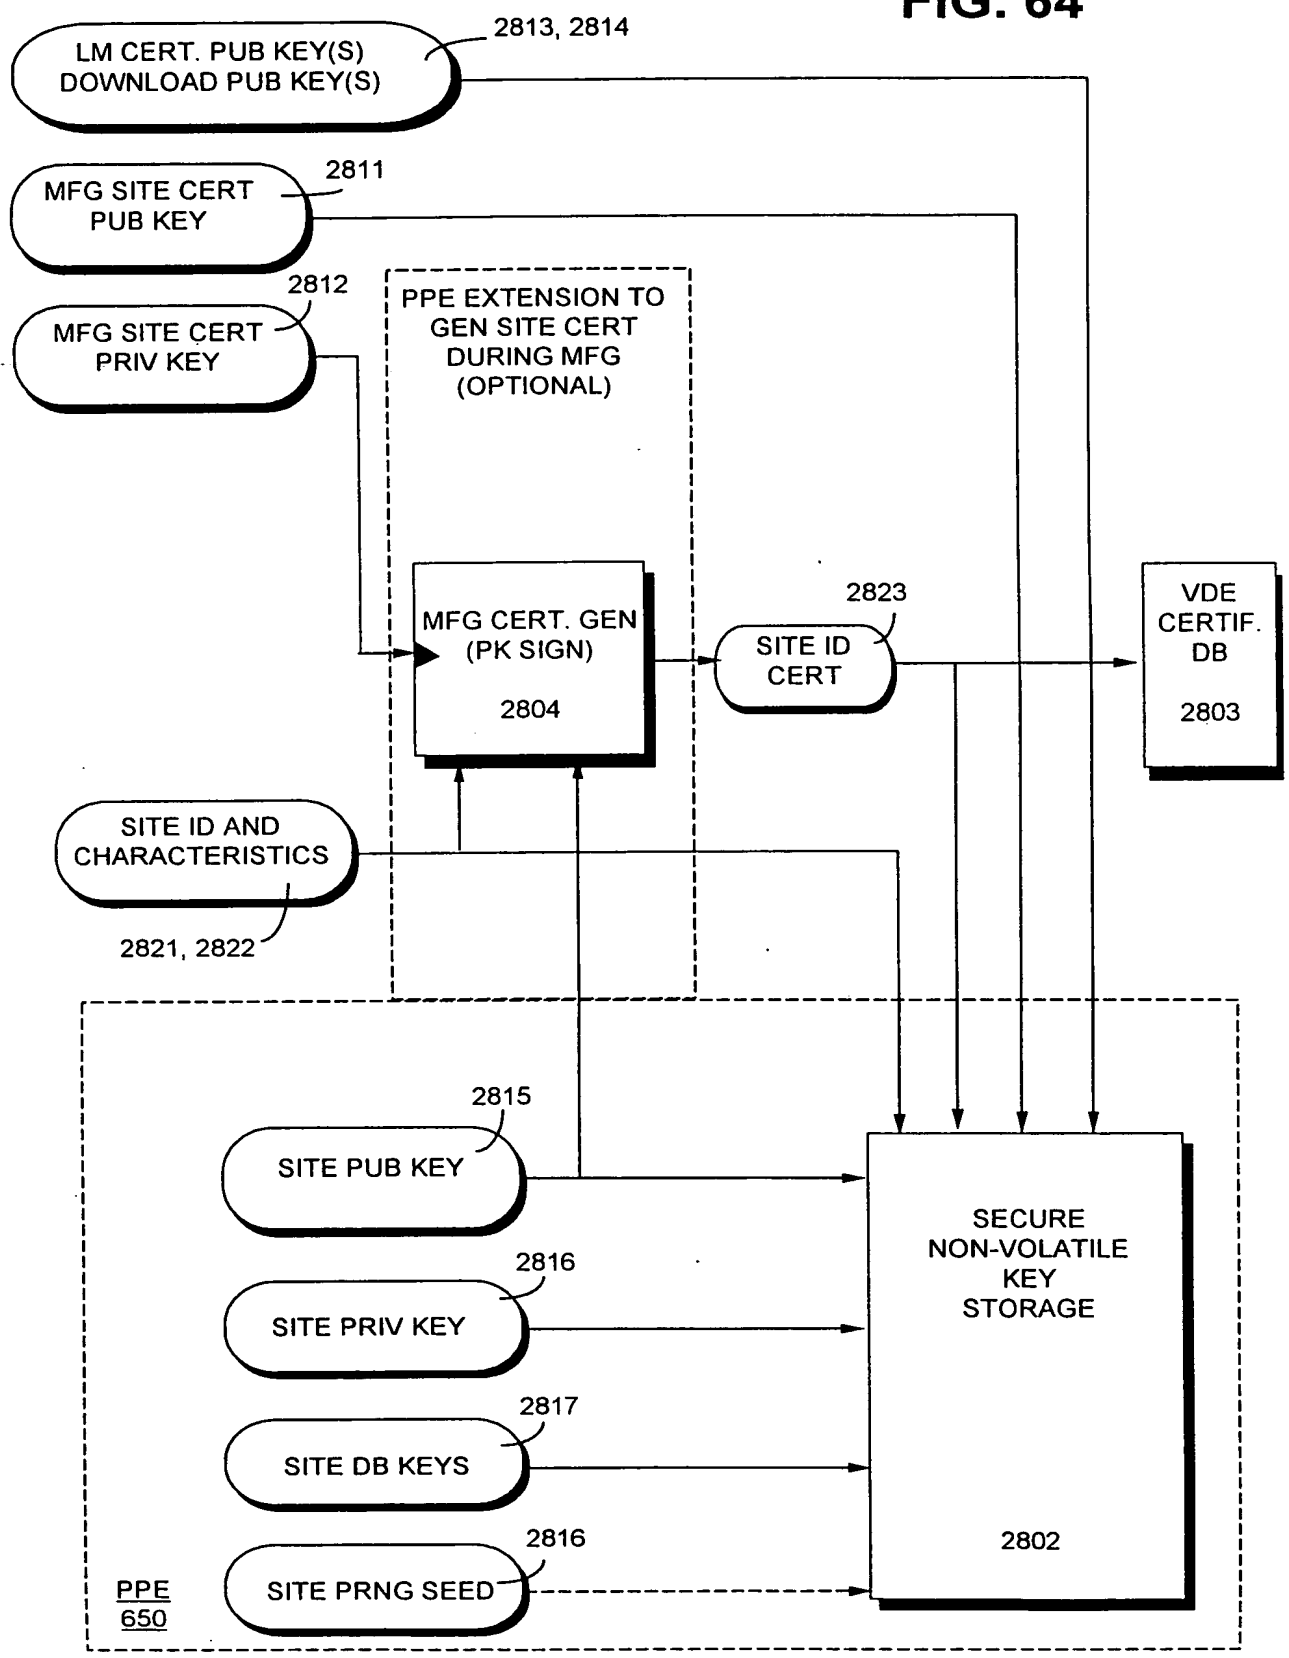 FIG. 64
2813, 2814
LM CERT. PUB KEY(S)
DOWNLOAD PUB KEY(S)
2811
MFG SITE CERT
PUB KEY
2812
MFG SITE CERT
PRIV KEY
PPE EXTENSION TO
GEN SITE CERT
DURING MFG
(OPTIONAL)
MFG CERT. GEN
(PK SIGN)
2804
2823
SITE ID
CERT
VDE
CERTIF.
DB
2803
SITE ID AND
CHARACTERISTICS
2821, 2822
2815
SITE PUB KEY
2816
SITE PRIV KEY
2817
SITE DB KEYS
2816
SITE PRNG SEED
SECURE
NON-VOLATILE
KEY
STORAGE
2802
PPE
650